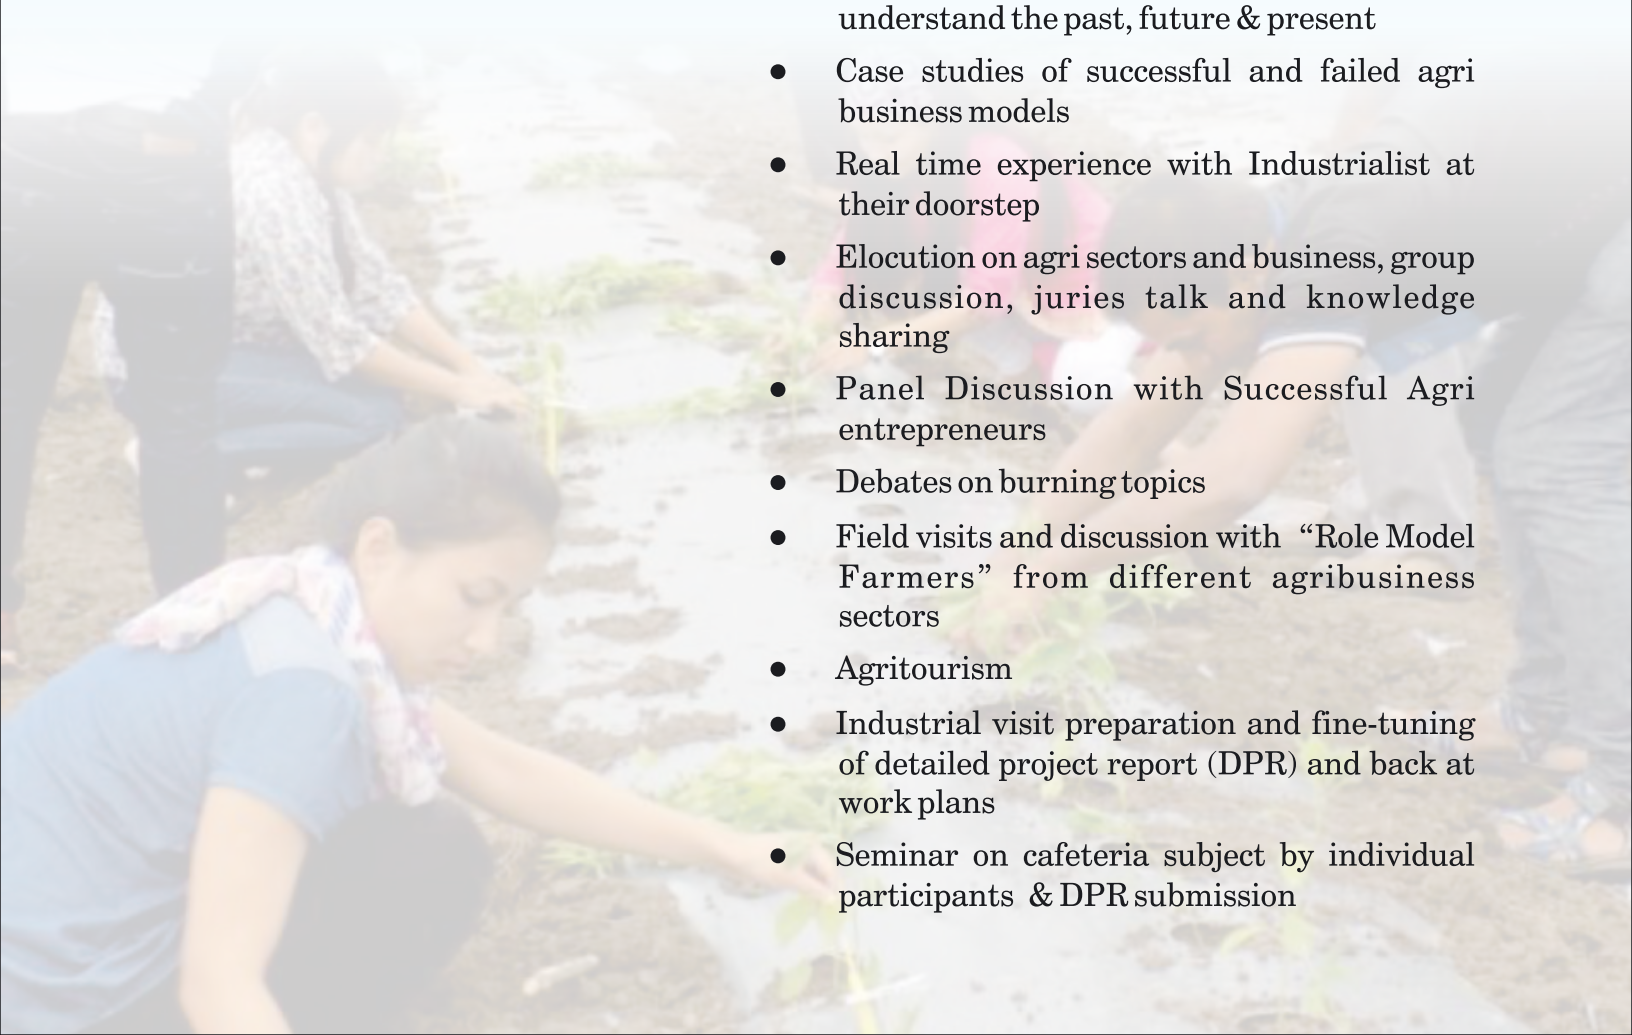 understand the past, future & present
● Case studies of successful and failed agri
business models
● Real time experience with Industrialist at
their doorstep
● Elocution on agri sectors and business, group
discussion, juries talk and knowledge
sharing
● Panel Discussion with Successful Agri
entrepreneurs
● Debates on burning topics
● Field visits and discussion with “Role Model
Farmers” from different agribusiness
sectors
● Agritourism
● Industrial visit preparation and fine-tuning
of detailed project report (DPR) and back at
work plans
● Seminar on cafeteria subject by individual
participants & DPR submission